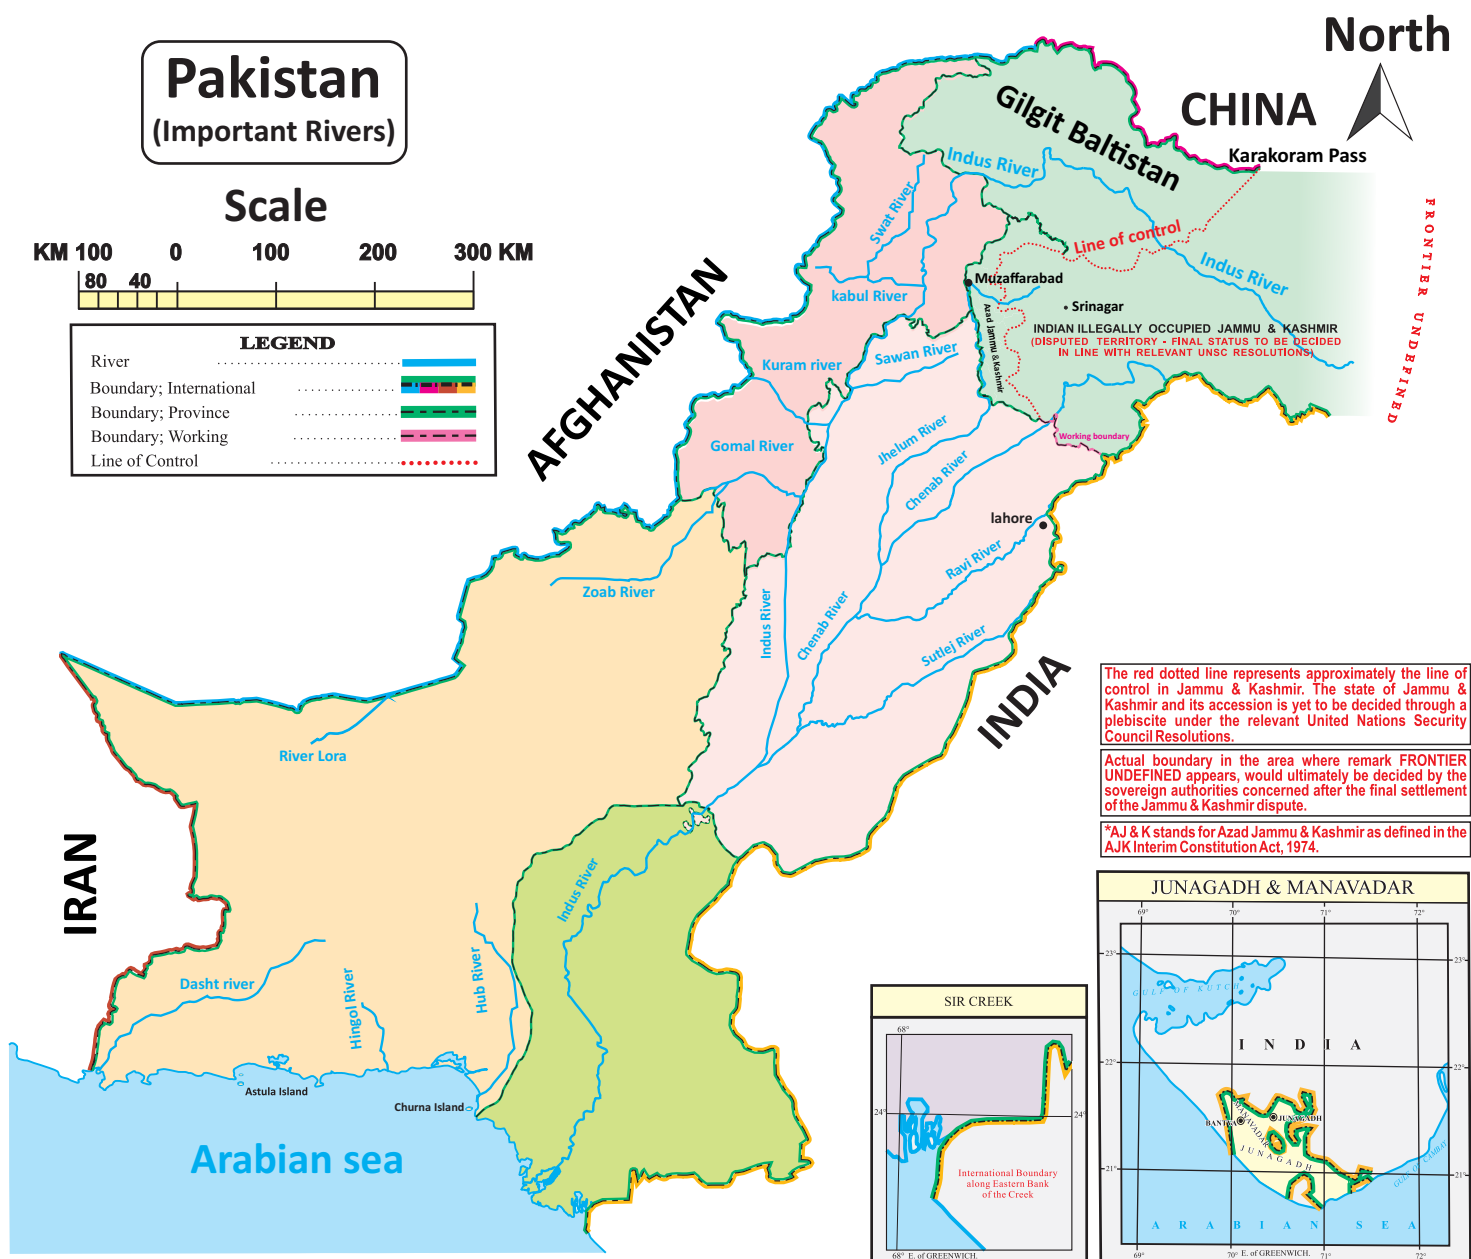 Pakistan
(Important Rivers)
Scale
KM 100 0 100 200 300 KM
80 40
LEGEND
River
Boundary; International
Boundary; Province
Boundary; Working
Line of Control
North
CHINA
Karakoram Pass
Gilgit Baltistan
Indus River
Swat River
Line of control
Indus River
FRONTIER UNDEFINED
Muzaffarabad
kabul River
Srinagar
Azad Jammu & Kashmir
INDIAN ILLEGALLY OCCUPIED JAMMU & KASHMIR
(DISPUTED TERRITORY - FINAL STATUS TO BE DECIDED
IN LINE WITH RELEVANT UNSC RESOLUTIONS)
AFGHANISTAN
Kuram river
Sawan River
Gomal River
Jhelum River
Chenab River
Working boundary
lahore
Ravi River
Zoab River
Indus River
Chenab River
Sutlej River
INDIA
River Lora
IRAN
Indus River
Dasht river
Hingol River
Hub River
Astula Island
Churna Island
Arabian sea
The red dotted line represents approximately the line of
control in Jammu & Kashmir. The state of Jammu &
Kashmir and its accession is yet to be decided through a
plebiscite under the relevant United Nations Security
Council Resolutions.
Actual boundary in the area where remark FRONTIER
UNDEFINED appears, would ultimately be decided by the
sovereign authorities concerned after the final settlement
of the Jammu & Kashmir dispute.
*AJ & K stands for Azad Jammu & Kashmir as defined in the
AJK Interim Constitution Act, 1974.
SIR CREEK
68°
24° 24°
International Boundary
along Eastern Bank
of the Creek
68° E. of GREENWICH.
JUNAGADH & MANAVADAR
69° 70° 71° 72°
23° 23°
GULF OF KUTCH
INDIA
22° 22°
MANAVADAR
BANTVA
JUNAGADH
JUNAGADH
GULF OF CAMBAY
21° 21°
ARABIAN SEA
69° 70° E. of GREENWICH. 71° 72°